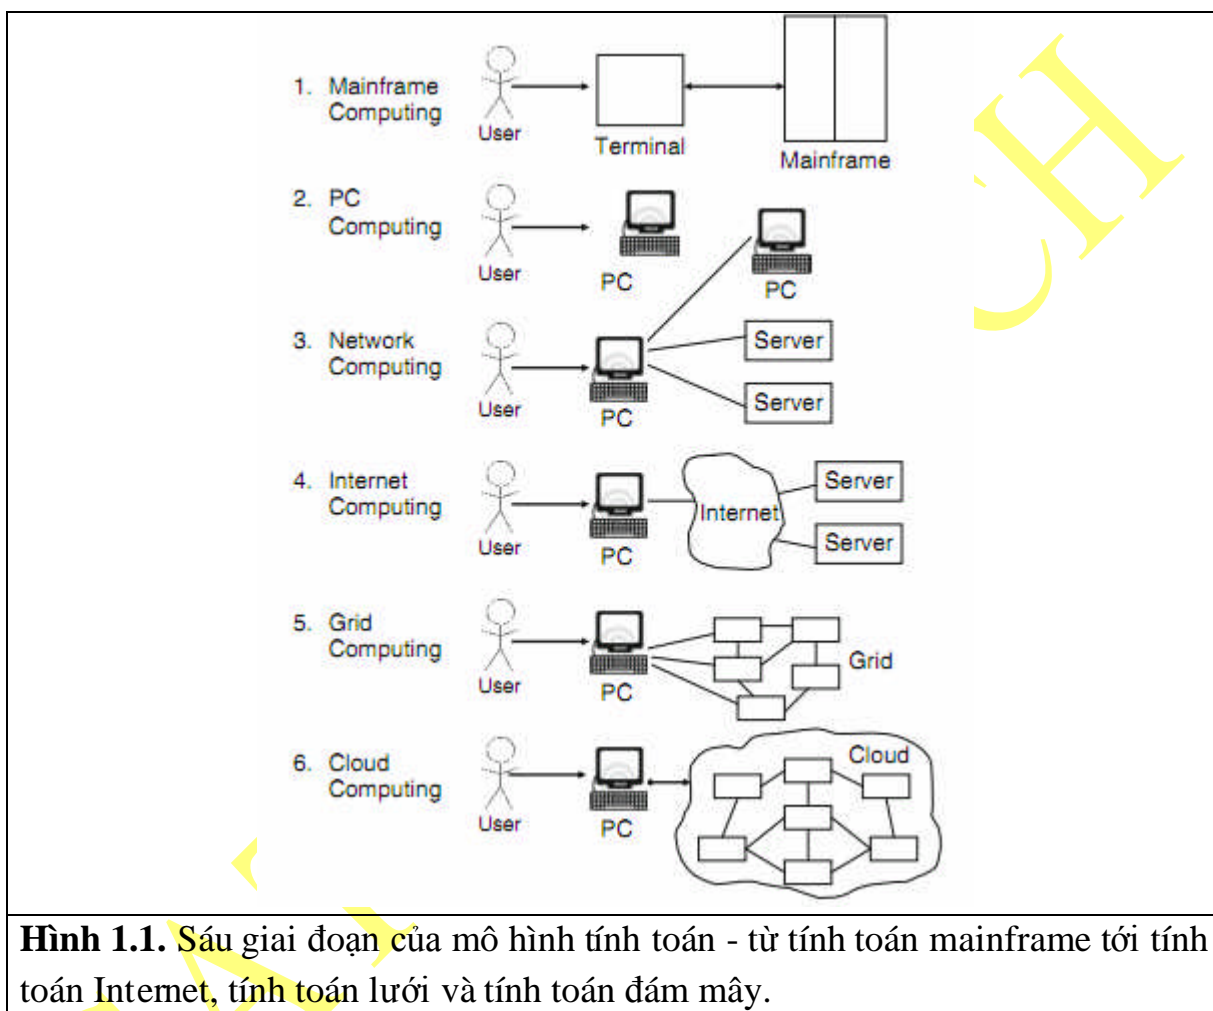 1. Mainframe
Computing
User
Terminal
Mainframe
2. PC
Computing
User
PC
PC
3. Network
Computing
User
PC
Server
Server
4. Internet
Computing
User
PC
Internet
Server
Server
5. Grid
Computing
User
PC
Grid
6. Cloud
Computing
User
PC
Cloud
Hình 1.1. Sáu giai đoạn của mô hình tính toán - từ tính toán mainframe tới tính
toán Internet, tính toán lưới và tính toán đám mây.